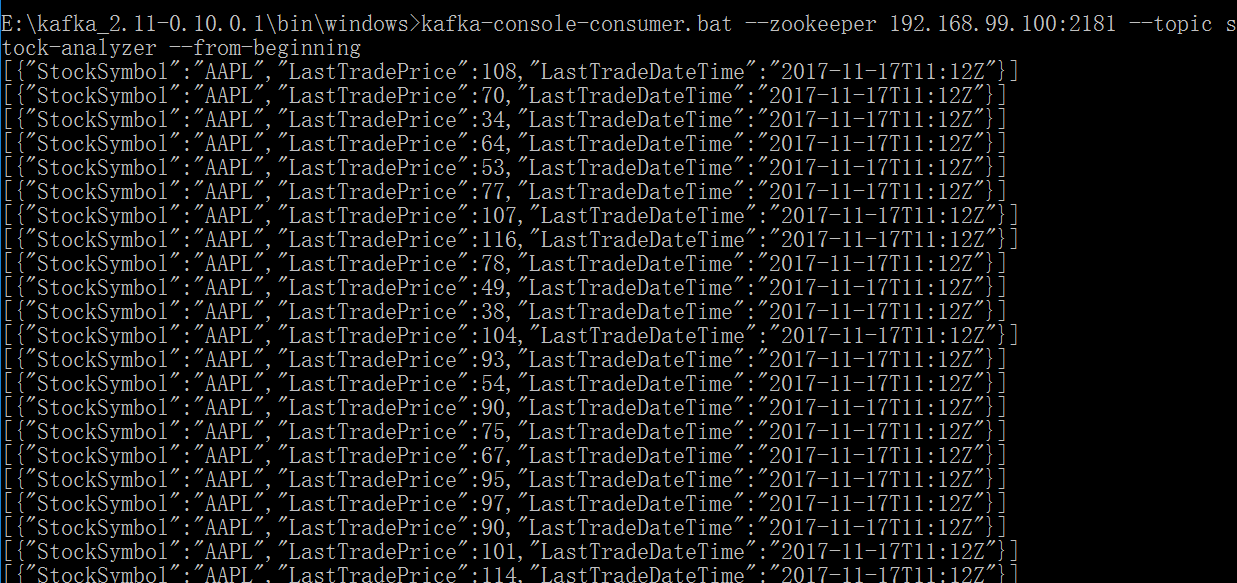 E:\kafka_2.11-0.10.0.1\bin\windows>kafka-console-consumer.bat --zookeeper 192.168.99.100:2181 --topic s
tock-analyzer --from-beginning
[{"StockSymbol":"AAPL","LastTradePrice":108,"LastTradeDateTime":"2017-11-17T11:12Z"}]
[{"StockSymbol":"AAPL","LastTradePrice":70,"LastTradeDateTime":"2017-11-17T11:12Z"}]
[{"StockSymbol":"AAPL","LastTradePrice":34,"LastTradeDateTime":"2017-11-17T11:12Z"}]
[{"StockSymbol":"AAPL","LastTradePrice":64,"LastTradeDateTime":"2017-11-17T11:12Z"}]
[{"StockSymbol":"AAPL","LastTradePrice":53,"LastTradeDateTime":"2017-11-17T11:12Z"}]
[{"StockSymbol":"AAPL","LastTradePrice":77,"LastTradeDateTime":"2017-11-17T11:12Z"}]
[{"StockSymbol":"AAPL","LastTradePrice":107,"LastTradeDateTime":"2017-11-17T11:12Z"}]
[{"StockSymbol":"AAPL","LastTradePrice":116,"LastTradeDateTime":"2017-11-17T11:12Z"}]
[{"StockSymbol":"AAPL","LastTradePrice":78,"LastTradeDateTime":"2017-11-17T11:12Z"}]
[{"StockSymbol":"AAPL","LastTradePrice":49,"LastTradeDateTime":"2017-11-17T11:12Z"}]
[{"StockSymbol":"AAPL","LastTradePrice":38,"LastTradeDateTime":"2017-11-17T11:12Z"}]
[{"StockSymbol":"AAPL","LastTradePrice":104,"LastTradeDateTime":"2017-11-17T11:12Z"}]
[{"StockSymbol":"AAPL","LastTradePrice":93,"LastTradeDateTime":"2017-11-17T11:12Z"}]
[{"StockSymbol":"AAPL","LastTradePrice":54,"LastTradeDateTime":"2017-11-17T11:12Z"}]
[{"StockSymbol":"AAPL","LastTradePrice":90,"LastTradeDateTime":"2017-11-17T11:12Z"}]
[{"StockSymbol":"AAPL","LastTradePrice":75,"LastTradeDateTime":"2017-11-17T11:12Z"}]
[{"StockSymbol":"AAPL","LastTradePrice":67,"LastTradeDateTime":"2017-11-17T11:12Z"}]
[{"StockSymbol":"AAPL","LastTradePrice":95,"LastTradeDateTime":"2017-11-17T11:12Z"}]
[{"StockSymbol":"AAPL","LastTradePrice":97,"LastTradeDateTime":"2017-11-17T11:12Z"}]
[{"StockSymbol":"AAPL","LastTradePrice":90,"LastTradeDateTime":"2017-11-17T11:12Z"}]
[{"StockSymbol":"AAPL","LastTradePrice":101,"LastTradeDateTime":"2017-11-17T11:12Z"}]
[{"StockSymbol":"AAPL","LastTradePrice":114,"LastTradeDateTime":"2017-11-17T11:12Z"}]